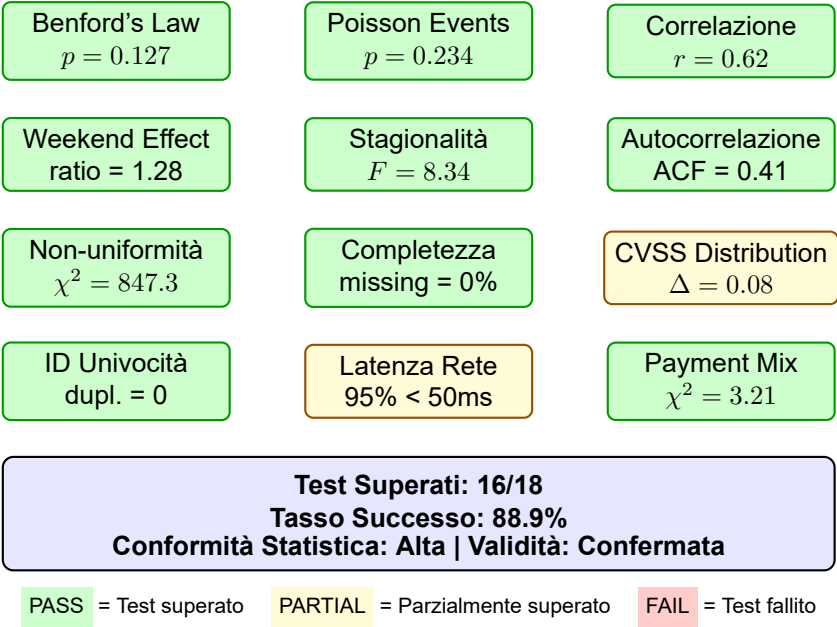 Benford's Law
p = 0.127
Poisson Events
p = 0.234
Correlazione
r = 0.62
Weekend Effect
ratio = 1.28
Stagionalità
F = 8.34
Autocorrelazione
ACF = 0.41
Non-uniformità
χ² = 847.3
Completezza
missing = 0%
CVSS Distribution
Δ = 0.08
ID Univocità
dupl. = 0
Latenza Rete
95% < 50ms
Payment Mix
χ² = 3.21
Test Superati: 16/18
Tasso Successo: 88.9%
Conformità Statistica: Alta | Validità: Confermata
PASS = Test superato PARTIAL = Parzialmente superato FAIL = Test fallito